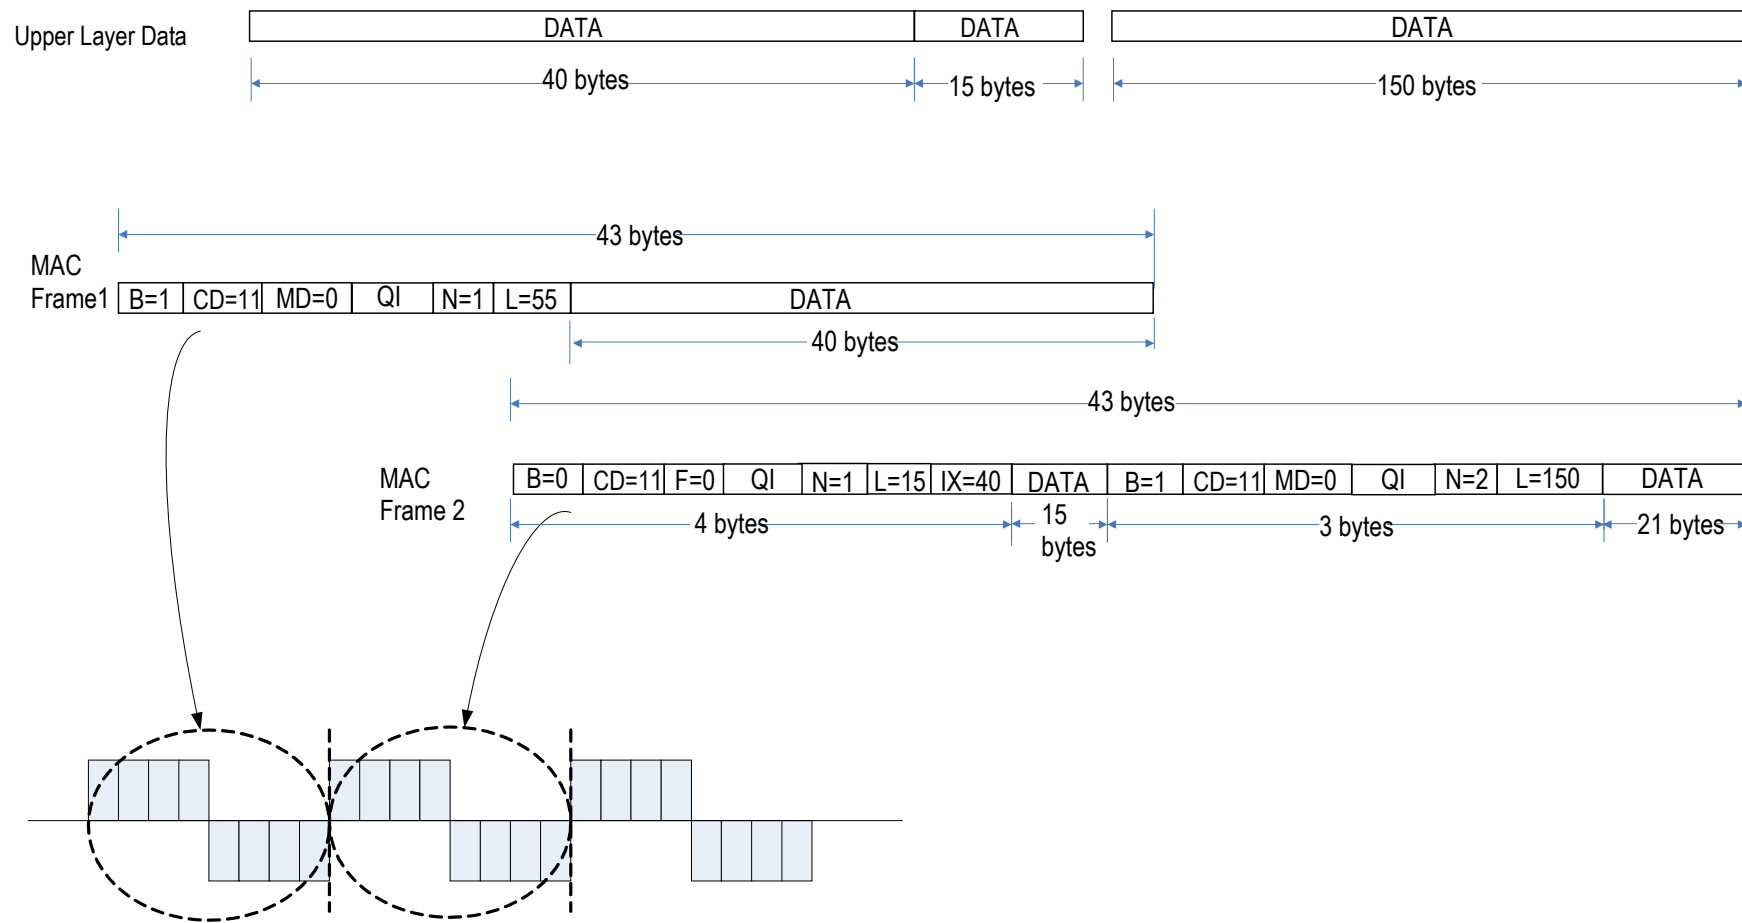 Upper Layer Data DATA DATA DATA
40 bytes 15 bytes 150 bytes
43 bytes
MAC
Frame1 B=1 CD=11 MD=0 QI N=1 L=55 DATA
40 bytes
43 bytes
MAC
Frame 2
B=0 CD=11 F=0 QI N=1 L=15 IX=40 DATA B=1 CD=11 MD=0 QI N=2 L=150 DATA
4 bytes 15
bytes 3 bytes 21 bytes